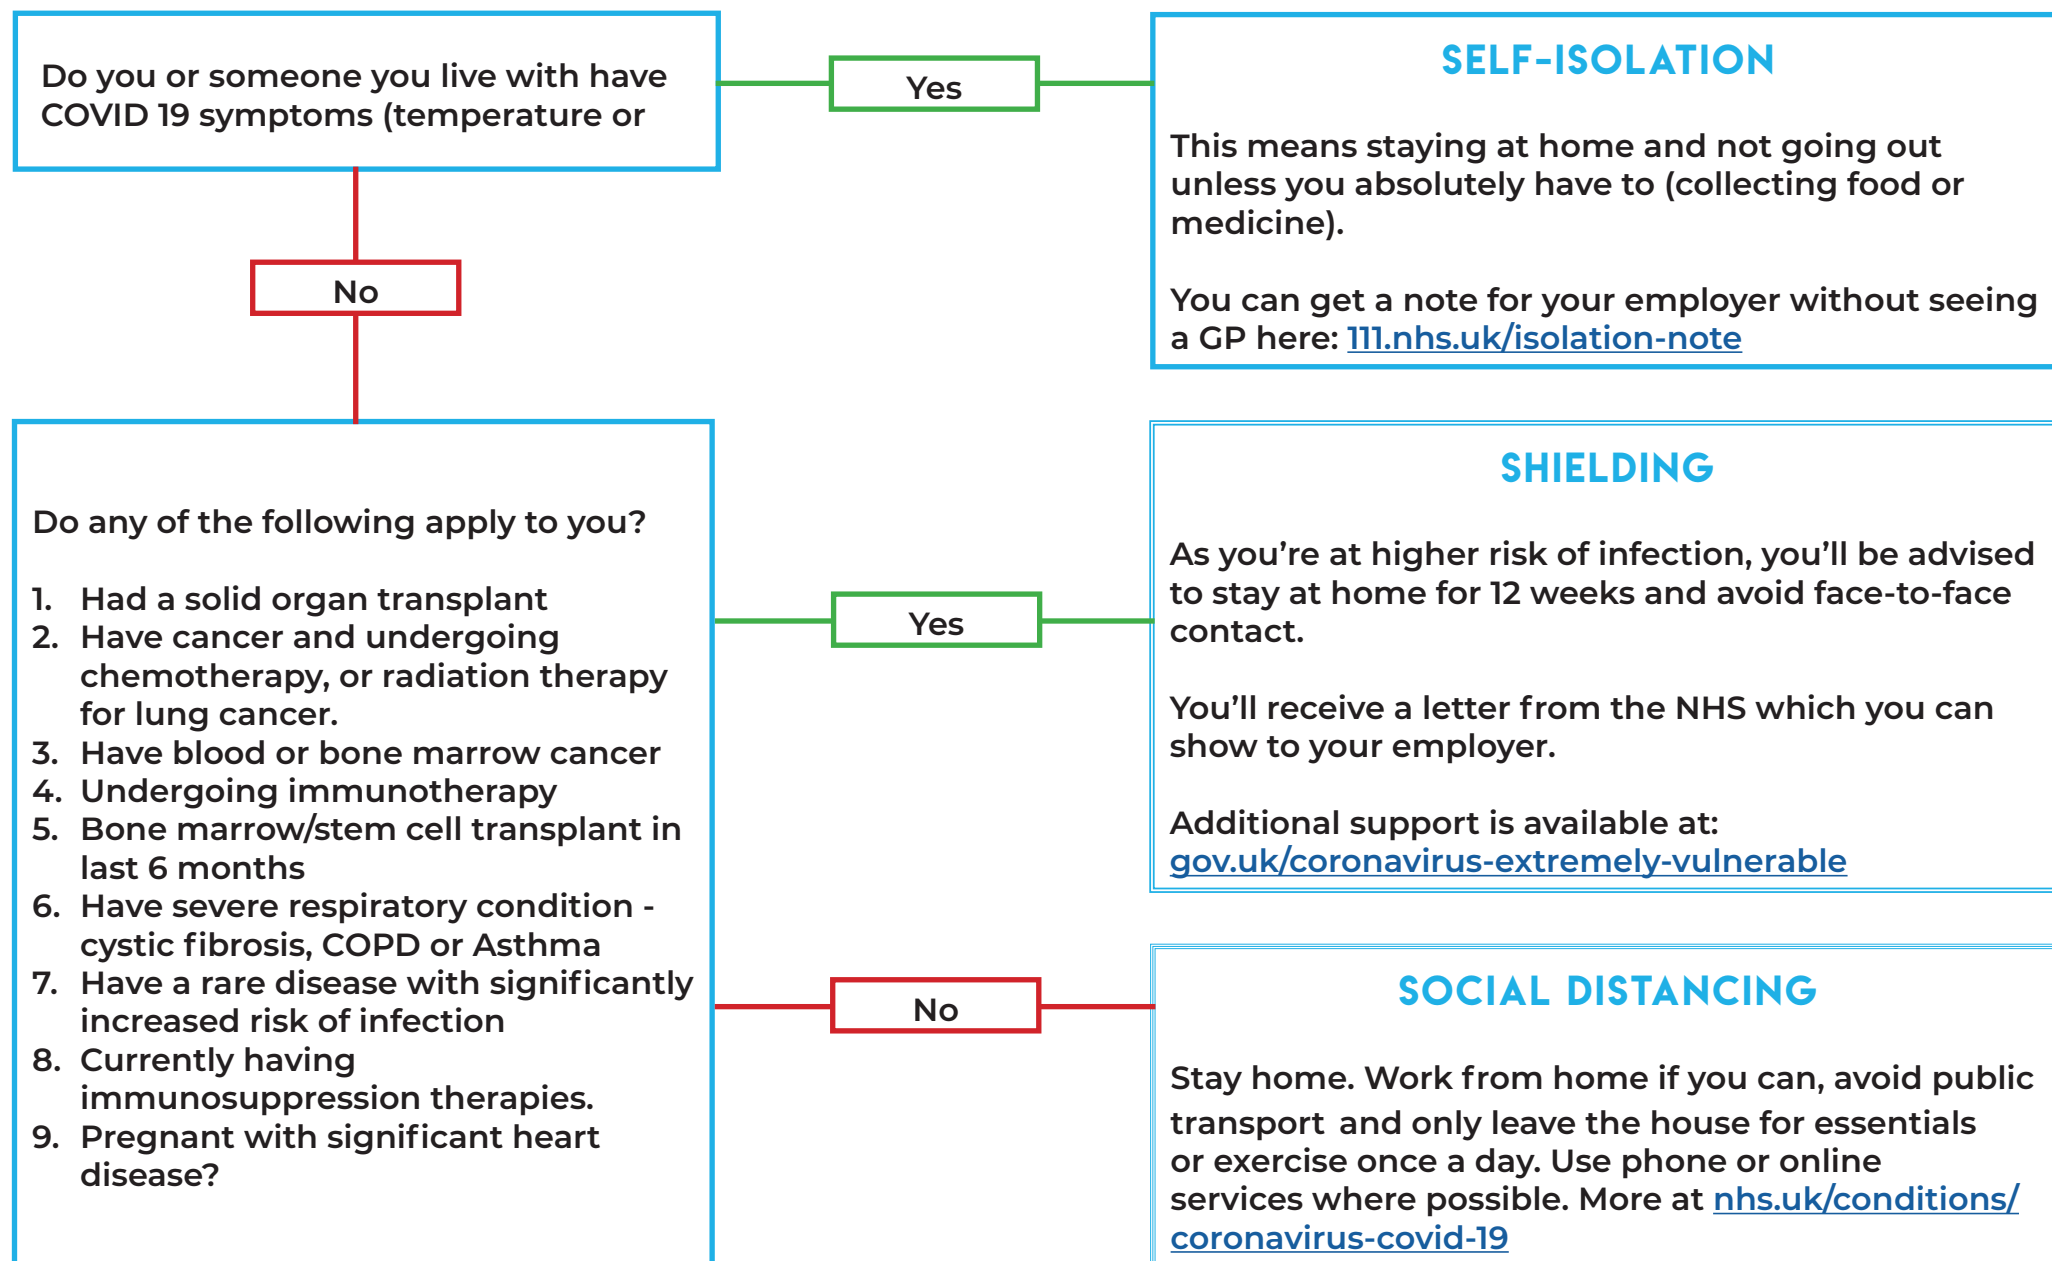 Do you or someone you live with have
COVID 19 symptoms (temperature or
Yes
SELF-ISOLATION
This means staying at home and not going out
unless you absolutely have to (collecting food or
medicine).
You can get a note for your employer without seeing
a GP here: 111.nhs.uk/isolation-note
No
Do any of the following apply to you?
1. Had a solid organ transplant
2. Have cancer and undergoing
chemotherapy, or radiation therapy
for lung cancer.
3. Have blood or bone marrow cancer
4. Undergoing immunotherapy
5. Bone marrow/stem cell transplant in
last 6 months
6. Have severe respiratory condition -
cystic fibrosis, COPD or Asthma
7. Have a rare disease with significantly
increased risk of infection
8. Currently having
immunosuppression therapies.
9. Pregnant with significant heart
disease?
Yes
SHIELDING
As you’re at higher risk of infection, you’ll be advised
to stay at home for 12 weeks and avoid face-to-face
contact.
You’ll receive a letter from the NHS which you can
show to your employer.
Additional support is available at:
gov.uk/coronavirus-extremely-vulnerable
No
SOCIAL DISTANCING
Stay home. Work from home if you can, avoid public
transport and only leave the house for essentials
or exercise once a day. Use phone or online
services where possible. More at nhs.uk/conditions/
coronavirus-covid-19